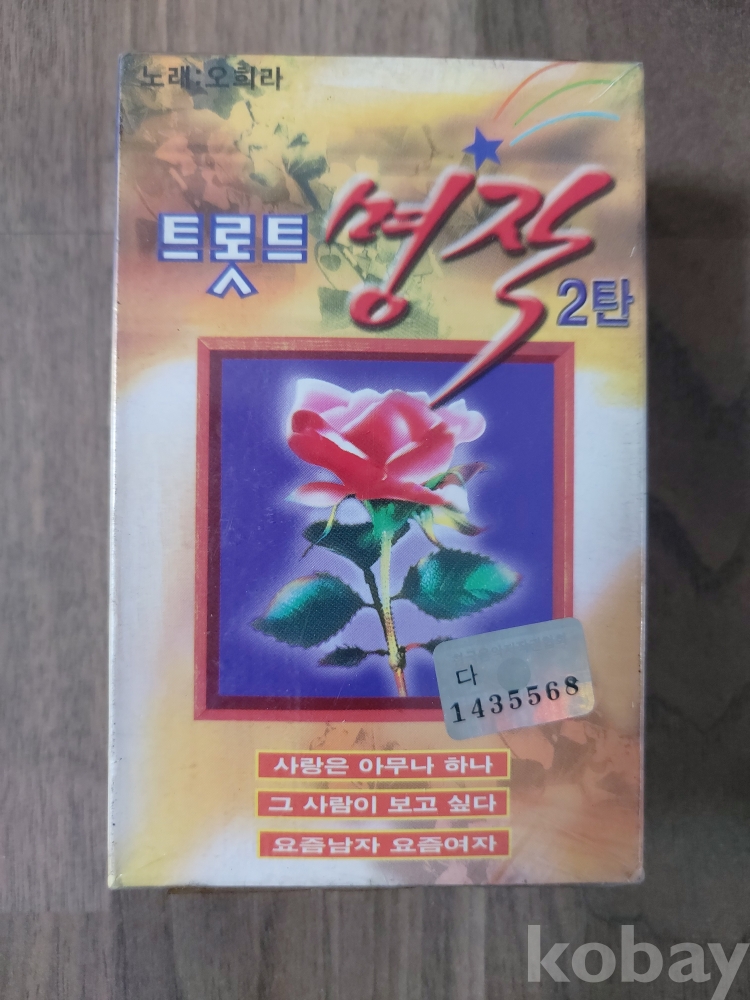 노래:오희라
트롯트 명작
2탄
다
1435568
사랑은 아무나 하나
그 사람이 보고 싶다
요즘남자 요즘여자
kobay